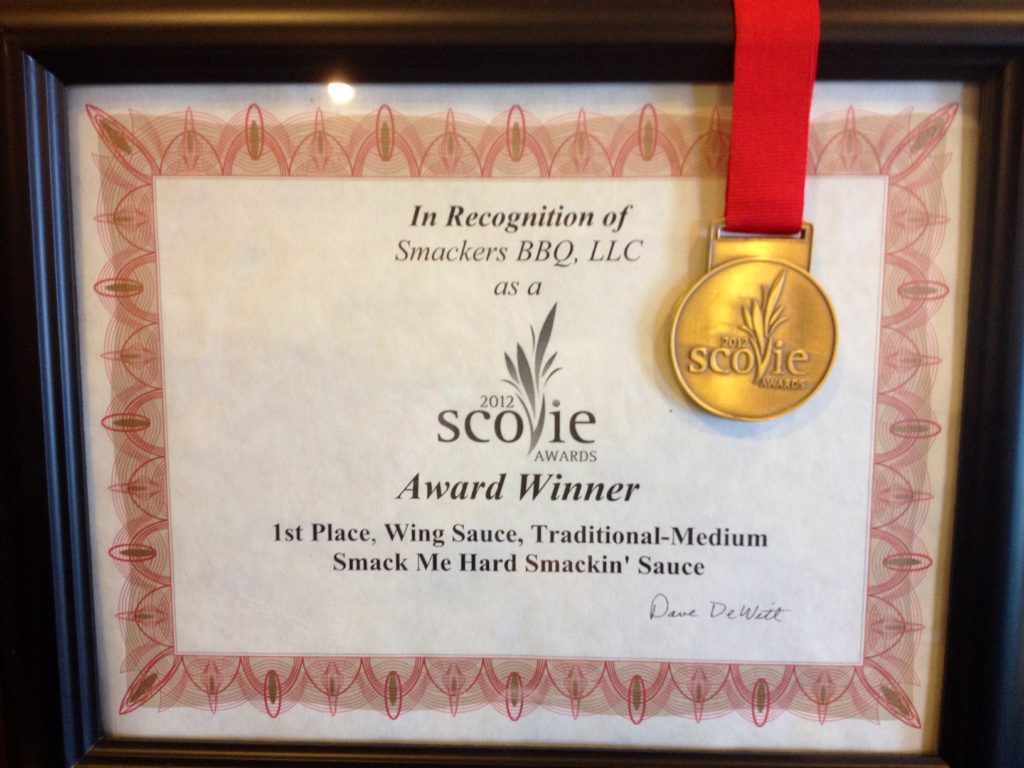 In Recognition of
Smackers BBQ, LLC
as a
2012
scovie
AWARDS
Award Winner
1st Place, Wing Sauce, Traditional-Medium
Smack Me Hard Smackin' Sauce
Dave DeWitt
2012
scovie
AWARDS